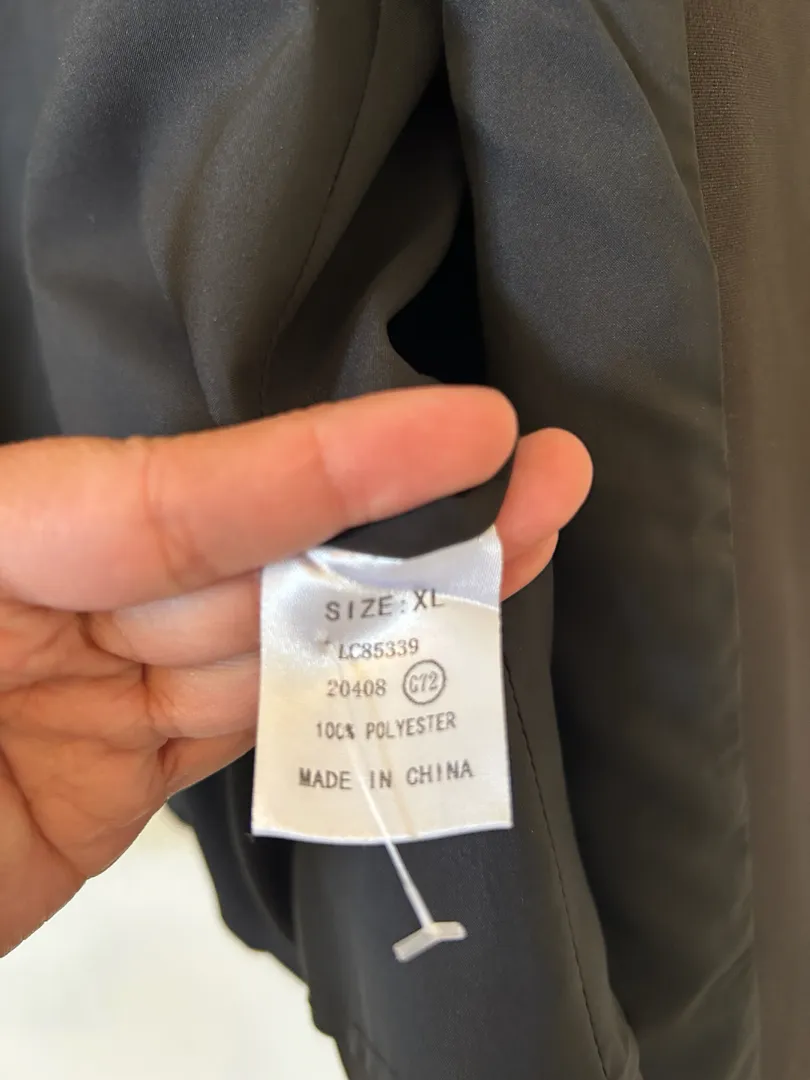 SIZE:XL
LC85339
20408 C72
100% POLYESTER
MADE IN CHINA